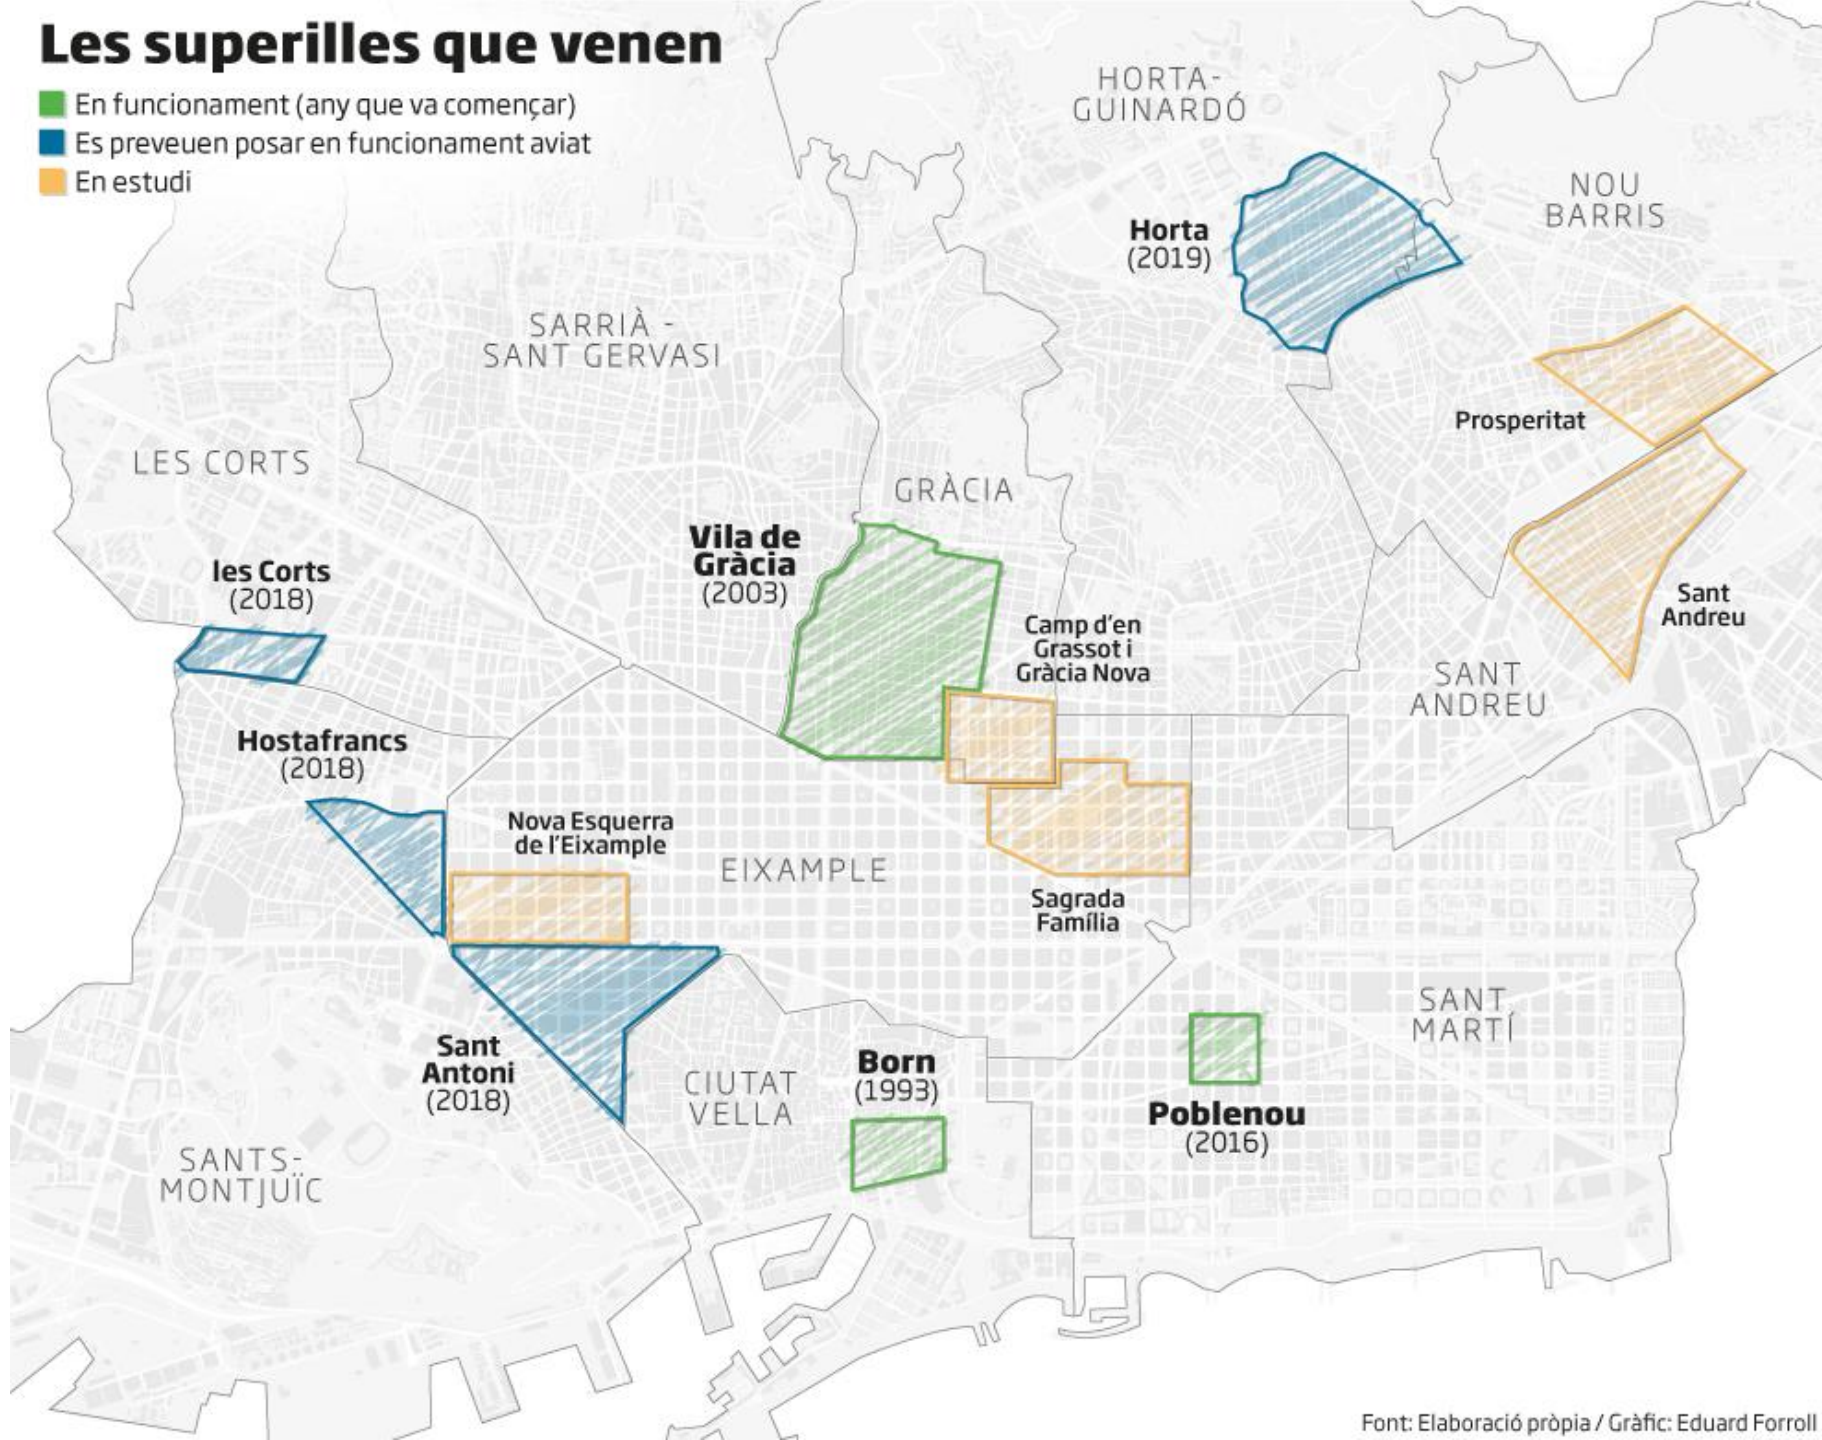 Les superilles que venen
En funcionament (any que va començar)
Es preveuen posar en funcionament aviat
En estudi
HORTA-
GUINARDÓ
NOU
BARRIS
Horta
(2019)
SARRIÀ -
SANT GERVASI
Prosperitat
LES CORTS
GRÀCIA
Vila de
Gràcia
(2003)
les Corts
(2018)
Camp d'en
Grassot i
Gràcia Nova
Sant
Andreu
SANT
ANDREU
Hostafrancs
(2018)
Nova Esquerra
de l'Eixample
EIXAMPLE
Sagrada
Família
SANT
MARTÍ
Sant
Antoni
(2018)
CIUTAT
VELLA
Born
(1993)
Poblenou
(2016)
SANTS-
MONTJUÏC
Font: Elaboració pròpia / Gràfic: Eduard Forroll